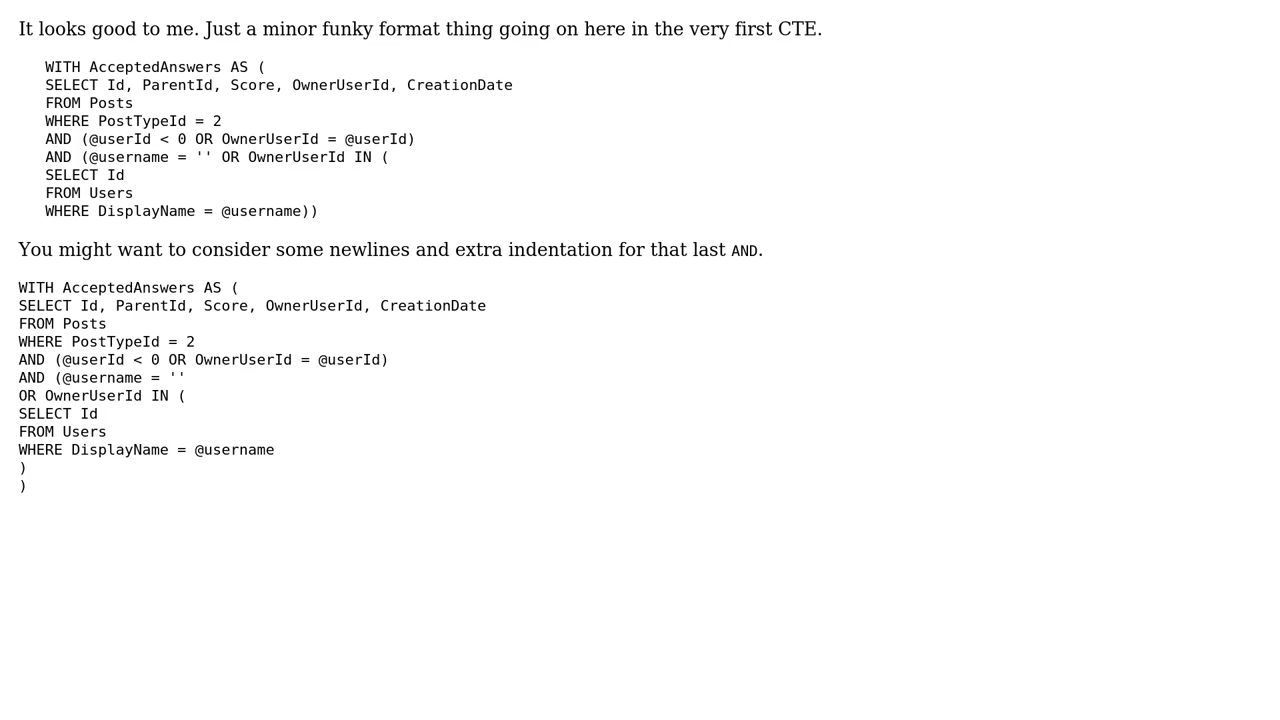 It looks good to me. Just a minor funky format thing going on here in the very first CTE.
WITH AcceptedAnswers AS (
SELECT Id, ParentId, Score, OwnerUserId, CreationDate
FROM Posts
WHERE PostTypeId = 2
AND (@userId < 0 OR OwnerUserId = @userId)
AND (@username = '' OR OwnerUserId IN (
SELECT Id
FROM Users
WHERE DisplayName = @username))
You might want to consider some newlines and extra indentation for that last AND.
WITH AcceptedAnswers AS (
SELECT Id, ParentId, Score, OwnerUserId, CreationDate
FROM Posts
WHERE PostTypeId = 2
AND (@userId < 0 OR OwnerUserId = @userId)
AND (@username = ''
OR OwnerUserId IN (
SELECT Id
FROM Users
WHERE DisplayName = @username
)
)